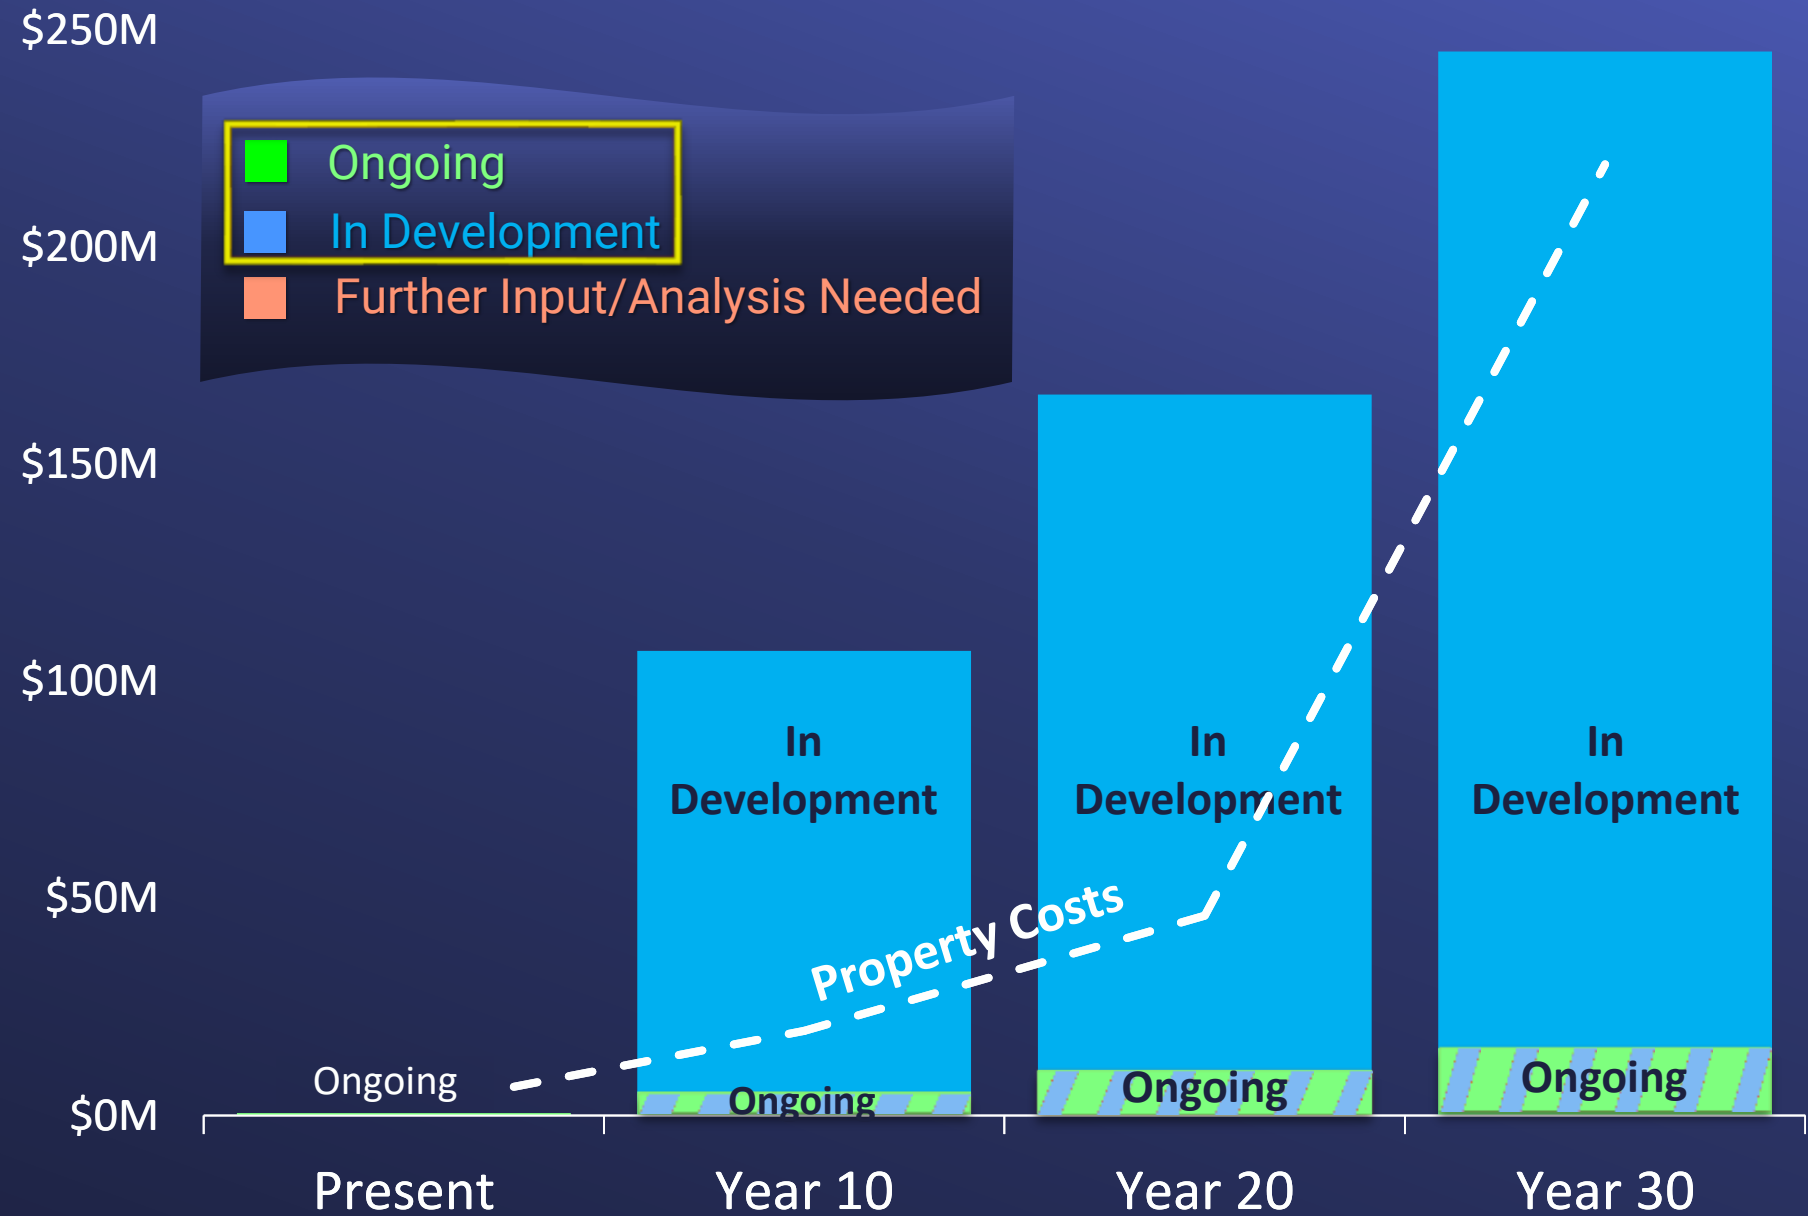 $250M
Ongoing
In Development
$200M
Further Input/Analysis Needed
$150M
$100M
In
Development
In
Development
In
Development
$50M
Property Costs
Ongoing
Ongoing
Ongoing
Ongoing
$0M
Present
Year 10
Year 20
Year 30